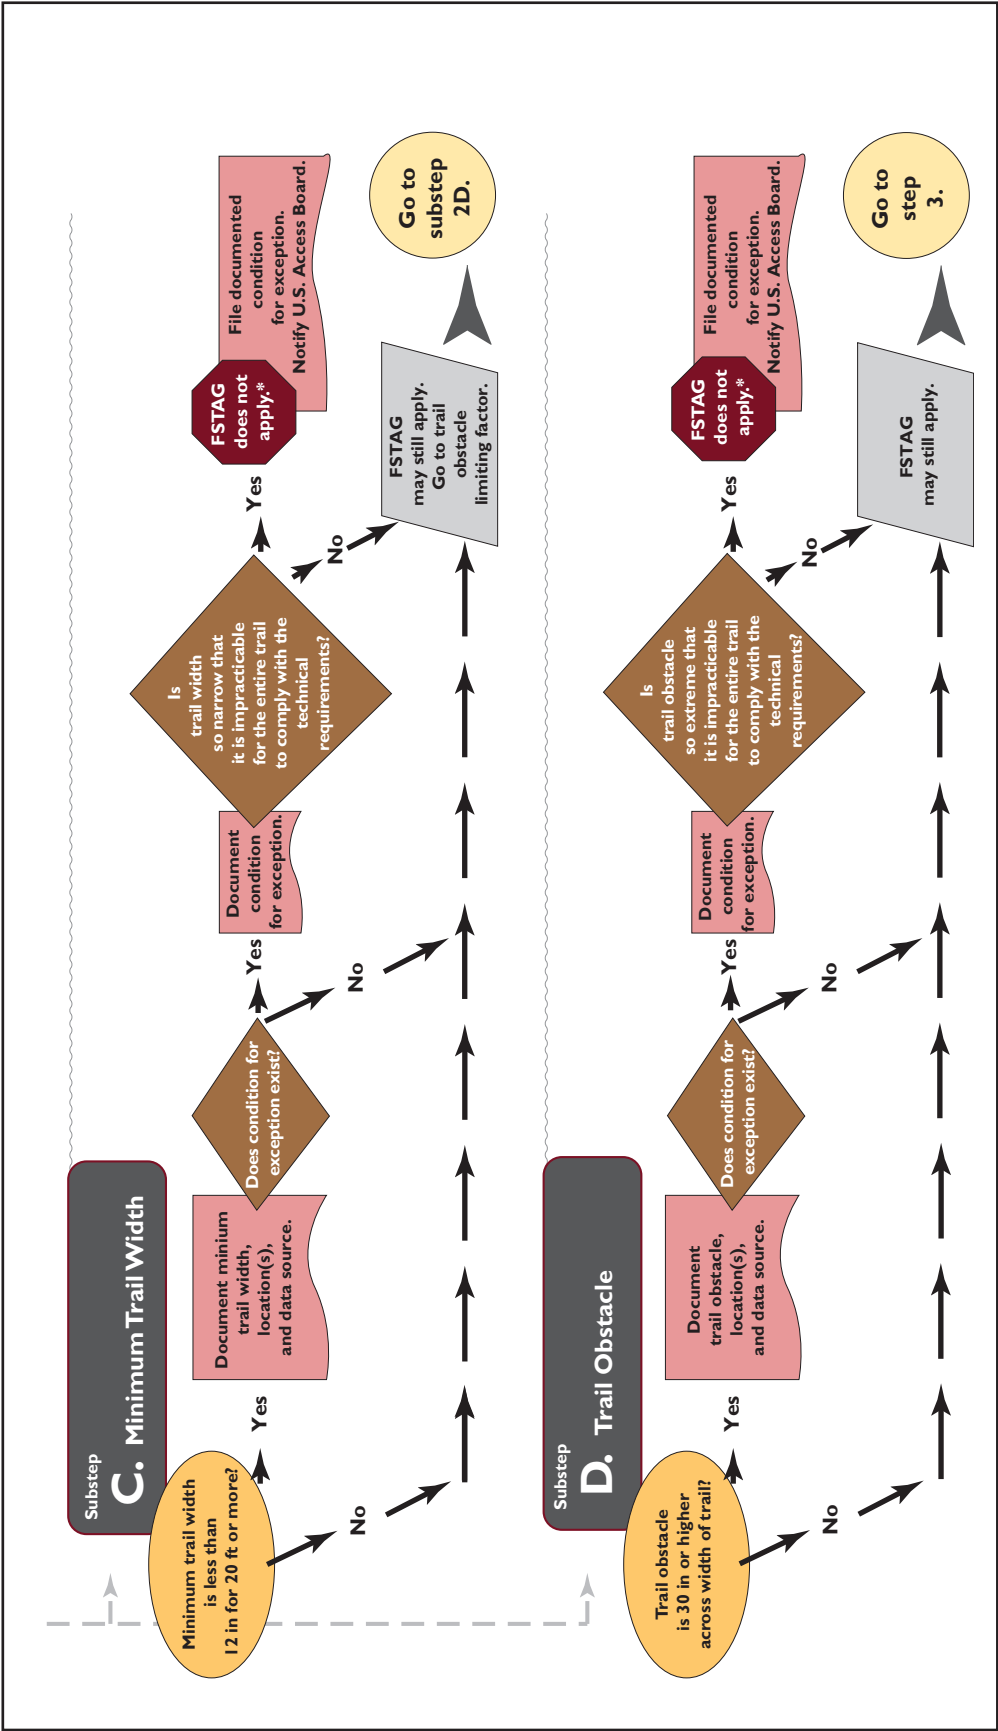 Substep
C. Minimum Trail Width
Minimum trail width
is less than
12 in for 20 ft or more?
Yes
No
Document minium
trail width,
location(s),
and data source.
Does condition for
exception exist?
Yes
No
Document
condition
for exception.
Is
trail width
so narrow that
it is impracticable
for the entire trail
to comply with the
technical
requirements?
Yes
No
FSTAG
does not
apply.*
File documented
condition
for exception.
Notify U.S. Access Board.
FSTAG
may still apply.
Go to trail
obstacle
limiting factor.
Go to
substep
2D.
Substep
D. Trail Obstacle
Trail obstacle
is 30 in or higher
across width of trail?
Yes
No
Document
trail obstacle,
location(s),
and data source.
Does condition for
exception exist?
Yes
No
Document
condition
for exception.
Is
trail obstacle
so extreme that
it is impracticable
for the entire trail
to comply with the
technical
requirements?
Yes
No
FSTAG
does not
apply.*
File documented
condition
for exception.
Notify U.S. Access Board.
FSTAG
may still apply.
Go to
step
3.